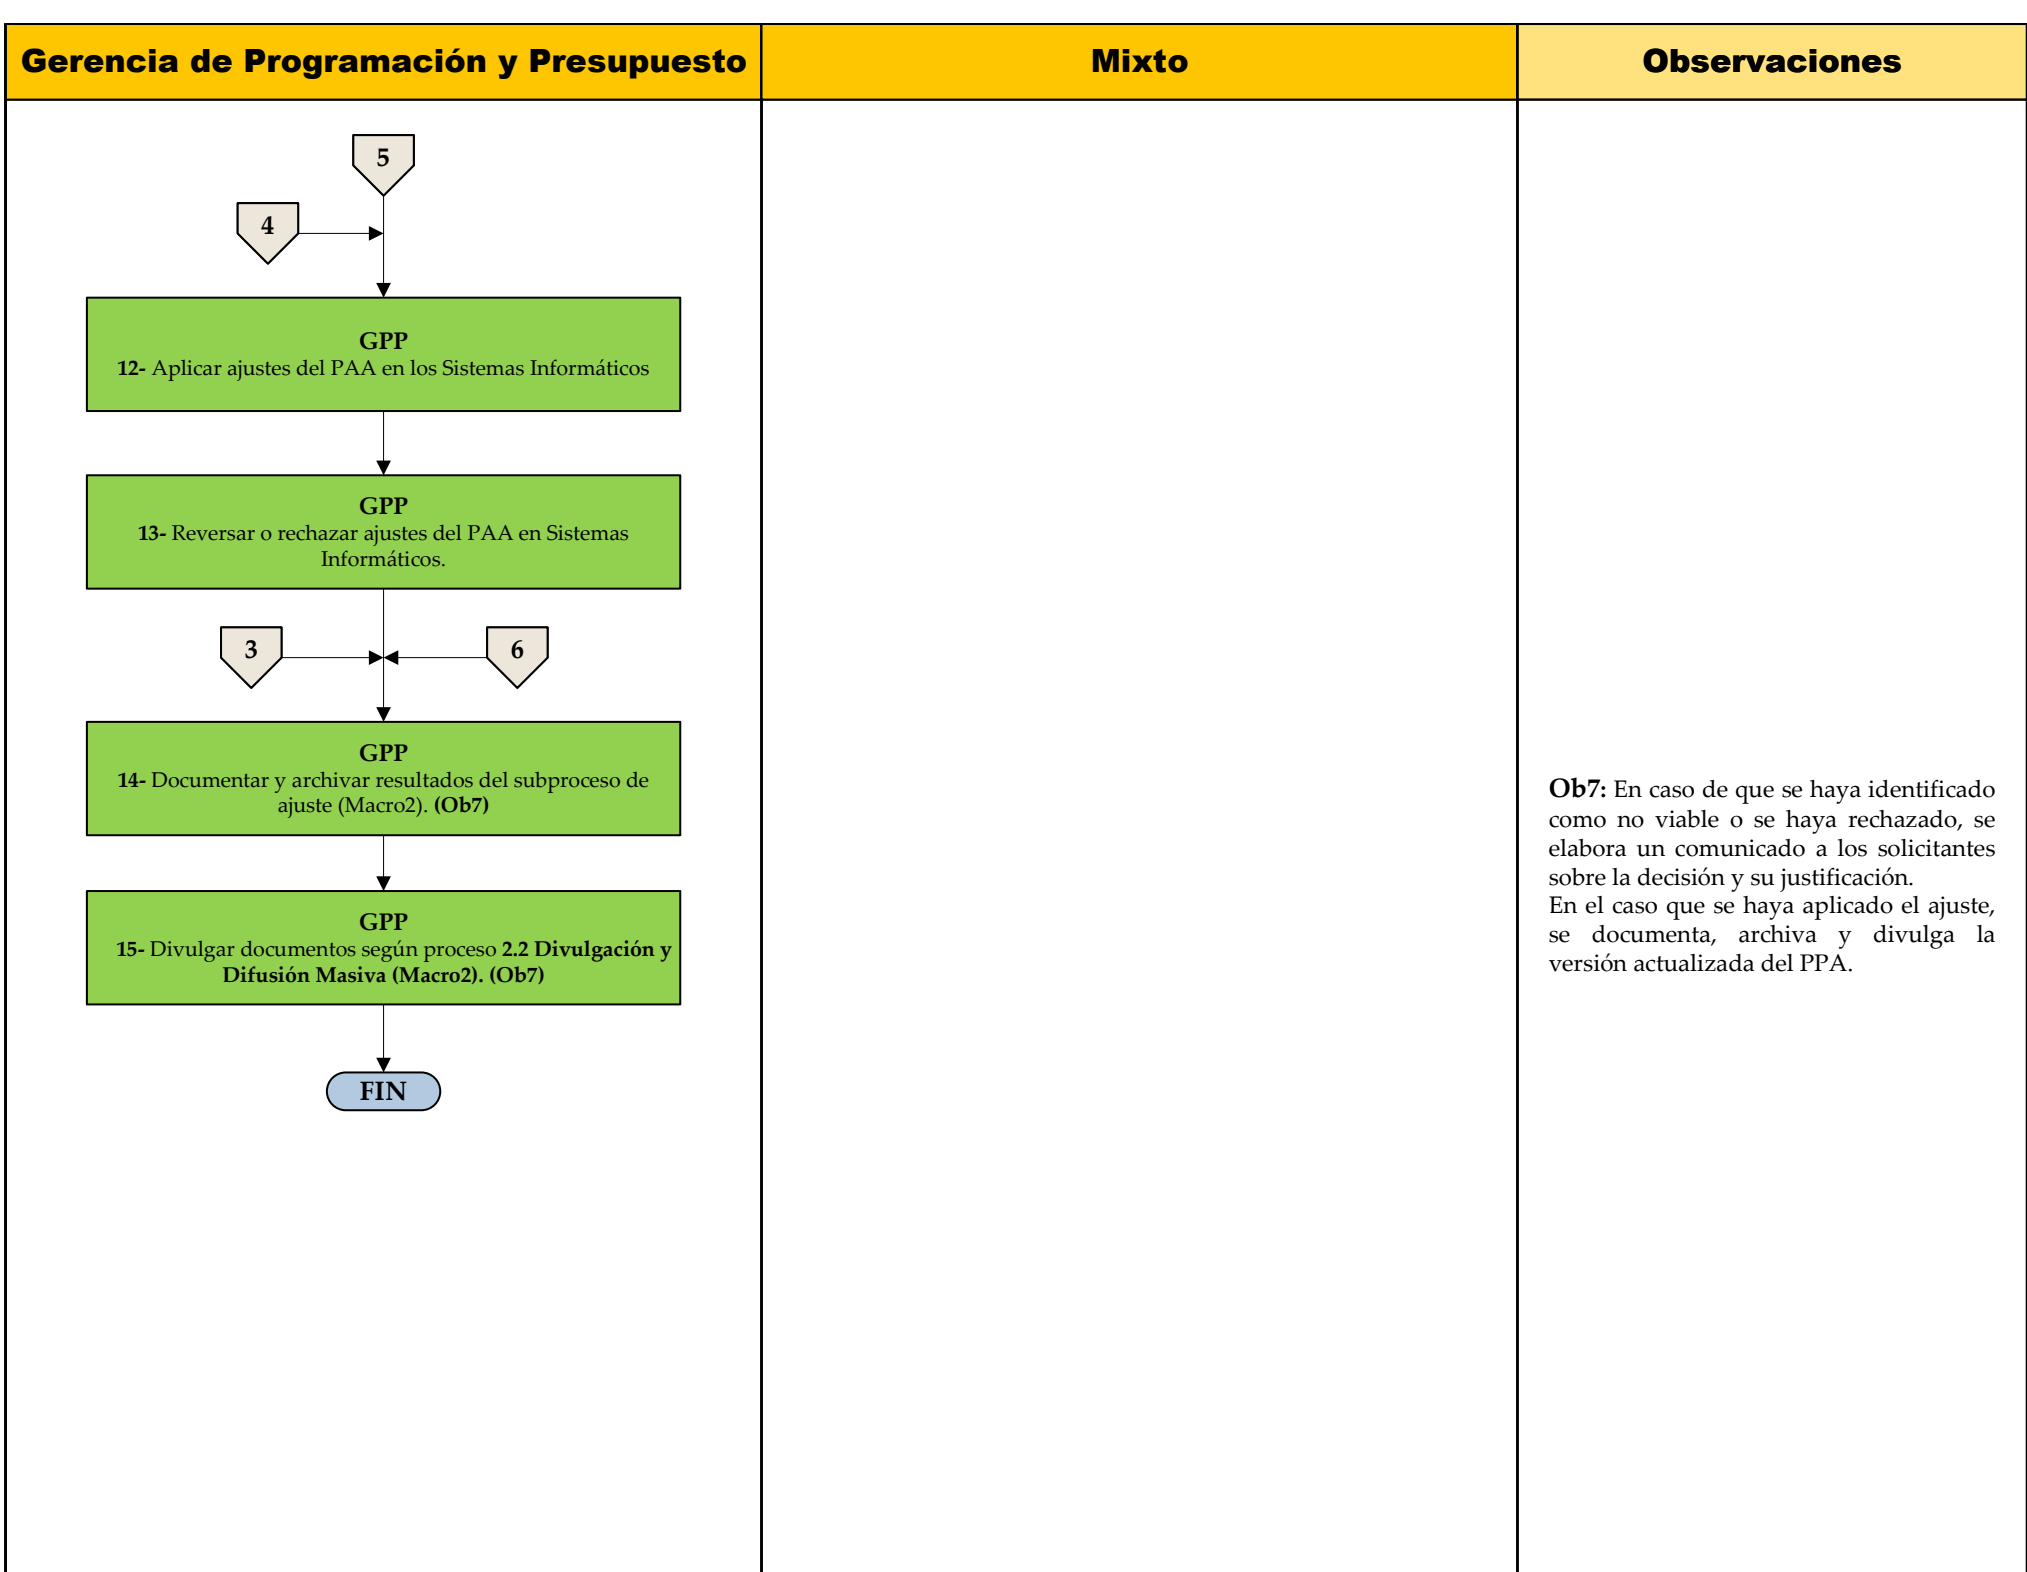 Gerencia de Programación y Presupuesto
Mixto
Observaciones
5
4
GPP
12- Aplicar ajustes del PAA en los Sistemas Informáticos
GPP
13- Reversar o rechazar ajustes del PAA en Sistemas
Informáticos.
3
6
GPP
14- Documentar y archivar resultados del subproceso de
ajuste (Macro2). (Ob7)
GPP
15- Divulgar documentos según proceso 2.2 Divulgación y
Difusión Masiva (Macro2). (Ob7)
FIN
Ob7: En caso de que se haya identificado
como no viable o se haya rechazado, se
elabora un comunicado a los solicitantes
sobre la decisión y su justificación.
En el caso que se haya aplicado el ajuste,
se documenta, archiva y divulga la
versión actualizada del PPA.